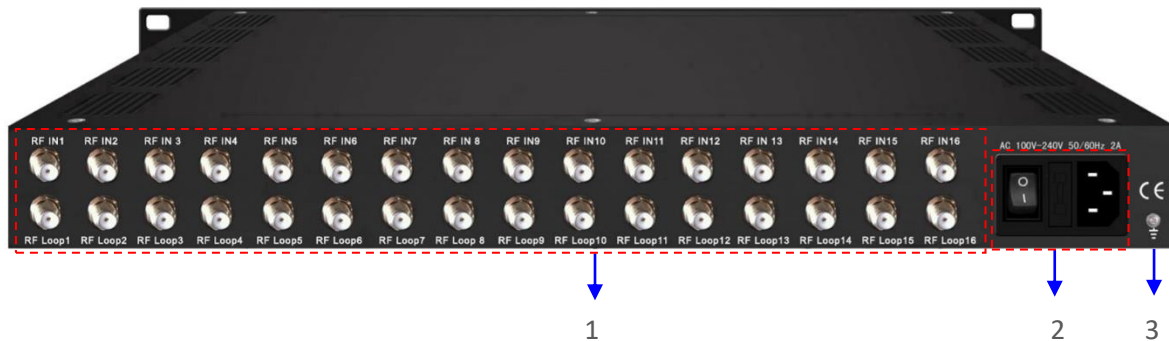 RF IN1 RF IN2 RF IN 3 RF IN4 RF IN5 RF IN6 RF IN7 RF IN 8 RF IN9 RF IN10 RF IN11 RF IN12 RF IN 13 RF IN14 RF IN15 RF IN16
AC 100V-240V 50/60Hz 2A
O
I
CE
RF Loop1 RF Loop2 RF Loop3 RF Loop4 RF Loop5 RF Loop6 RF Loop7 RF Loop 8 RF Loop9 RF Loop10 RF Loop11 RF Loop12 RF Loop13 RF Loop14 RF Loop15 RF Loop16
1 2 3